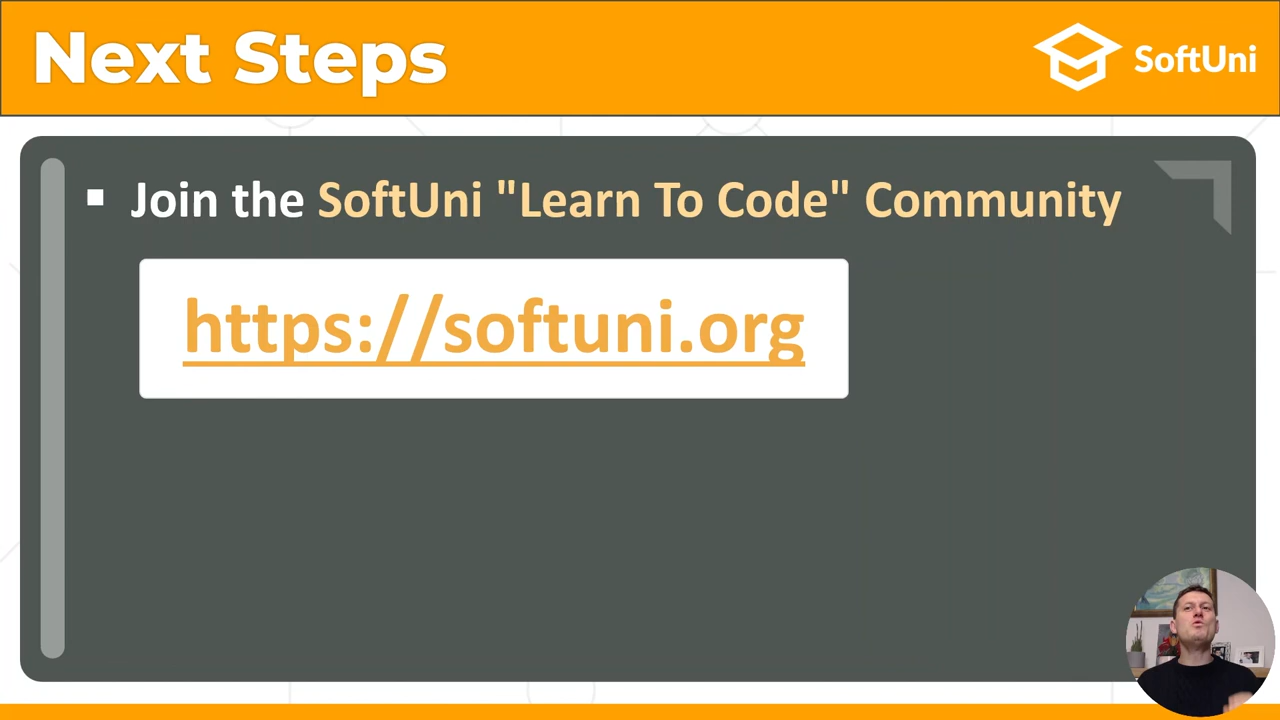 Next Steps
SoftUni
▪ Join the SoftUni "Learn To Code" Community
https://softuni.org